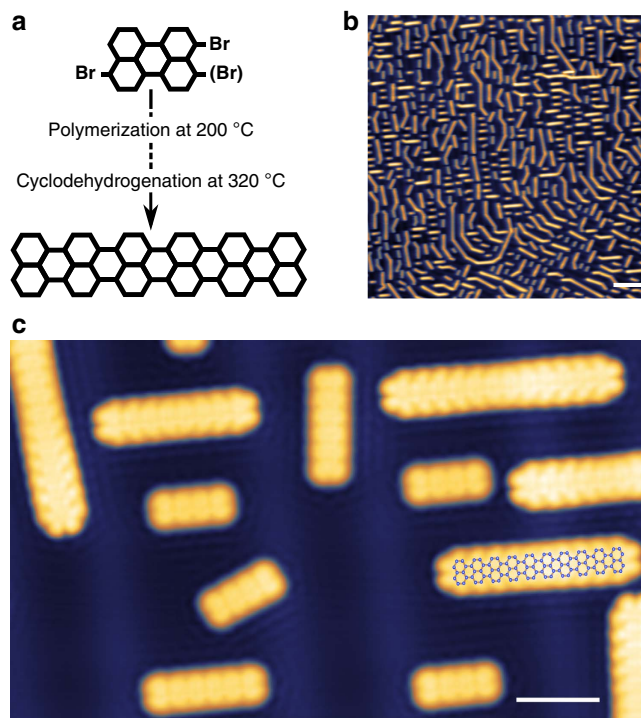 a
Br
Br
(Br)
Polymerization at 200 °C
Cyclodehydrogenation at 320 °C
b
c